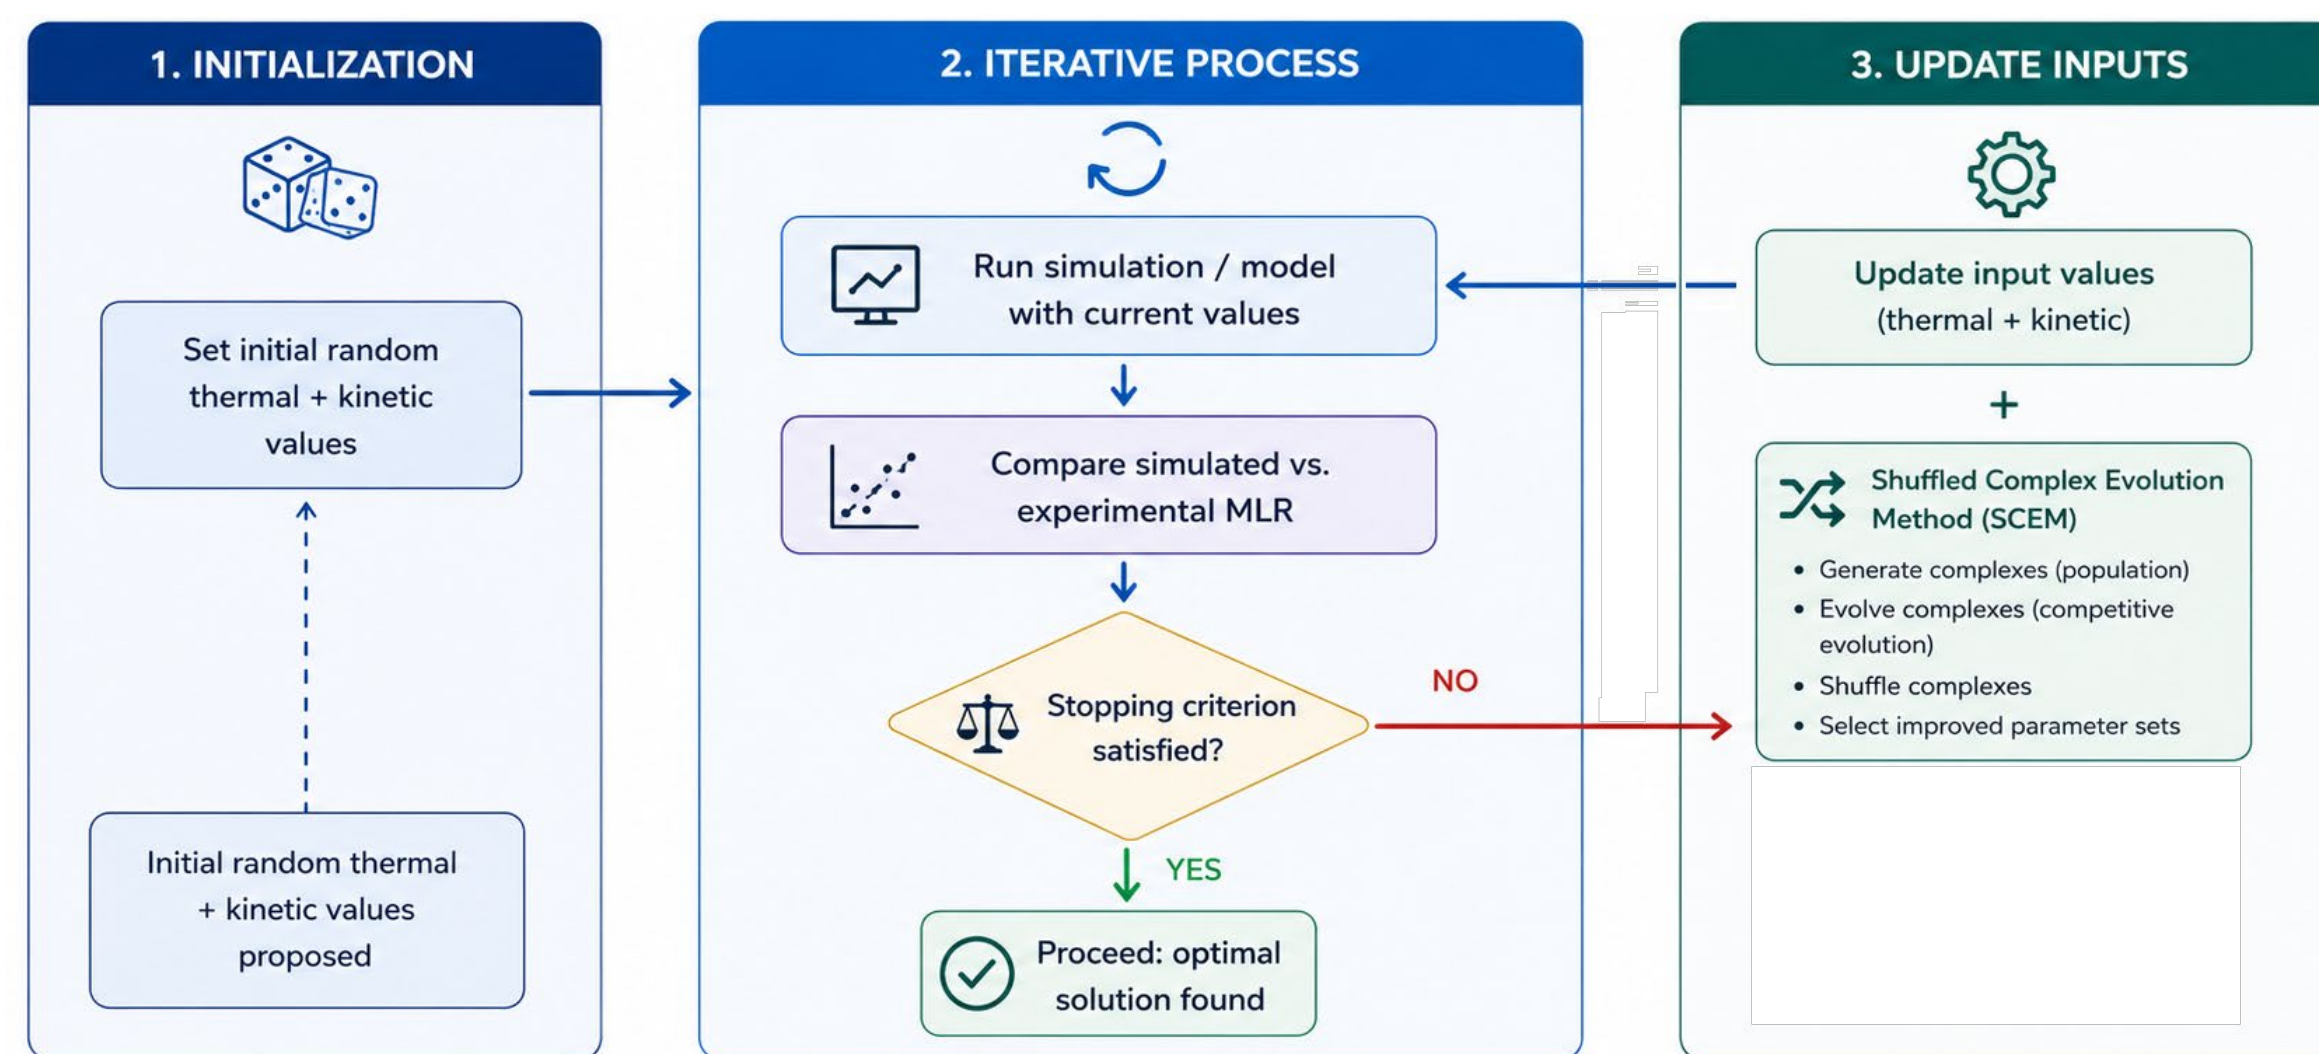 1. INITIALIZATION
Set initial random
thermal + kinetic
values
Initial random thermal
+ kinetic values
proposed
2. ITERATIVE PROCESS
Run simulation / model
with current values
Compare simulated vs.
experimental MLR
Stopping criterion
satisfied?
NO
YES
Proceed: optimal
solution found
3. UPDATE INPUTS
Update input values
(thermal + kinetic)
+
Shuffled Complex Evolution
Method (SCEM)
• Generate complexes (population)
• Evolve complexes (competitive
evolution)
• Shuffle complexes
• Select improved parameter sets